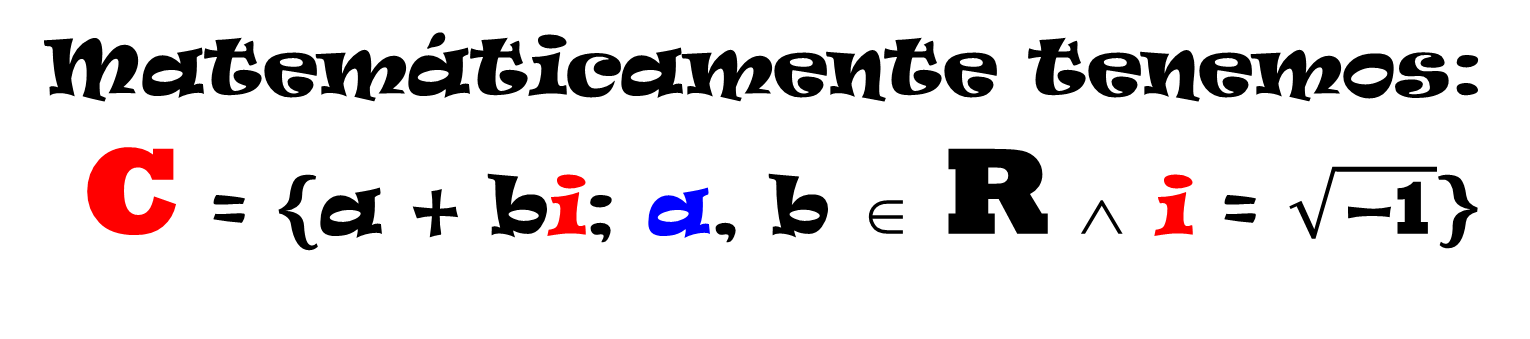 Matemáticamente tenemos:
C = {a + bi; a, b ∈ R ∧ i = √−1}